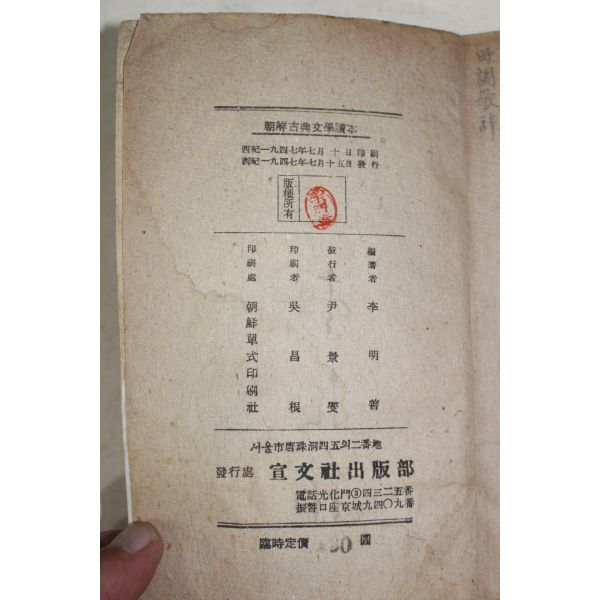 朝鮮古典文學讀本
西紀一九四七年七月十日印刷
西紀一九四七年七月十五日發行
版權所有
編著者 李明善
發行者 尹景燮
印刷者 吳昌根
印刷處 朝鮮單式印刷社
서울市唐珠洞四五의二番地
發行處 宣文社出版部
電話光化門③四三二五番
振替口座京城九四〇九番
臨時定價 80 圓
時調歌